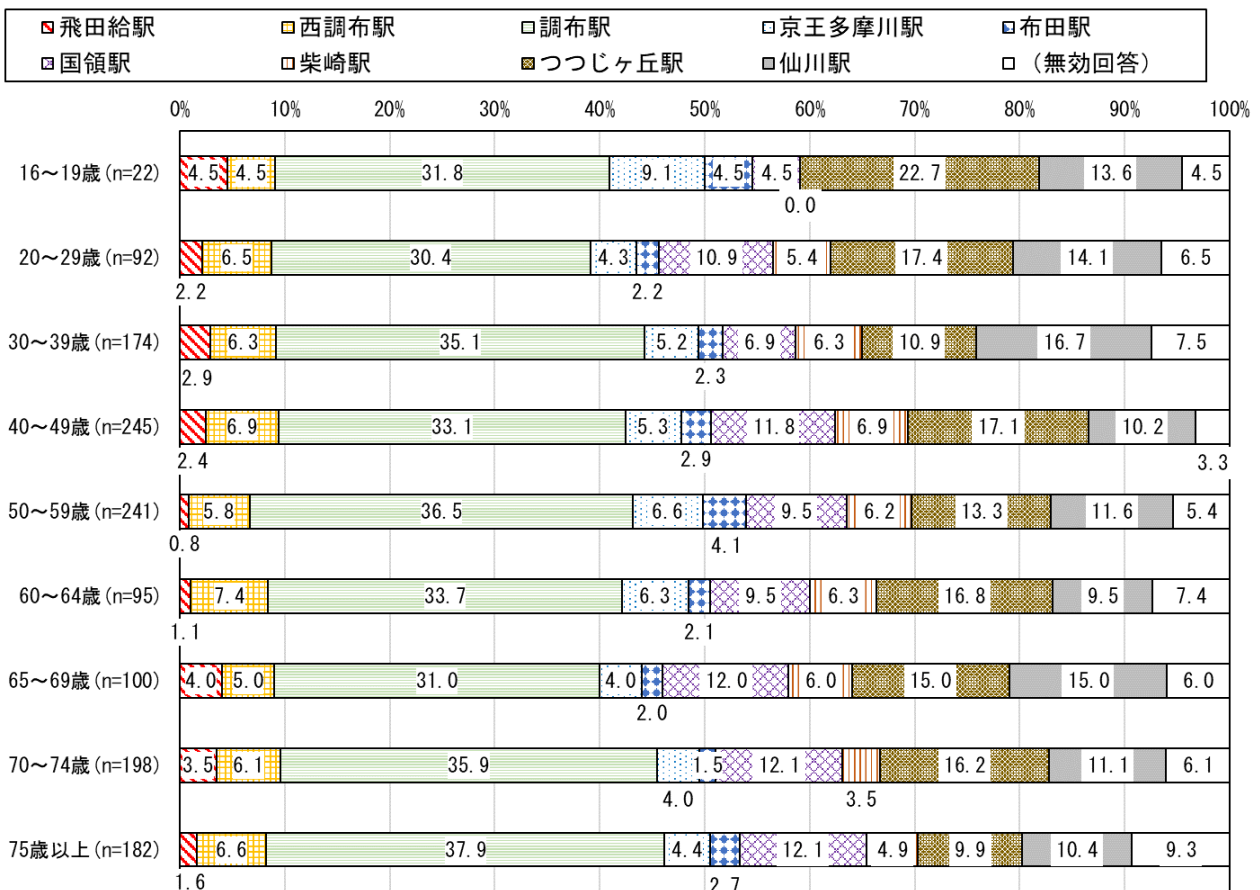 飛田給駅 西調布駅 調布駅 京王多摩川駅 布田駅
国領駅 柴崎駅 つつじヶ丘駅 仙川駅 (無効回答)
0% 10% 20% 30% 40% 50% 60% 70% 80% 90% 100%
16～19歳(n=22) 4.5 4.5 31.8 9.1 4.5 4.5 22.7 13.6 4.5
0.0
20～29歳(n=92) 6.5 30.4 4.3 10.9 5.4 17.4 14.1 6.5
2.2 2.2
30～39歳(n=174) 6.3 35.1 5.2 6.9 6.3 10.9 16.7 7.5
2.9 2.3
40～49歳(n=245) 6.9 33.1 5.3 11.8 6.9 17.1 10.2
2.4 2.9 3.3
50～59歳(n=241) 5.8 36.5 6.6 9.5 6.2 13.3 11.6 5.4
0.8 4.1
60～64歳(n=95) 7.4 33.7 6.3 9.5 6.3 16.8 9.5 7.4
1.1 2.1
65～69歳(n=100) 4.0 5.0 31.0 4.0 12.0 6.0 15.0 15.0 6.0
2.0
70～74歳(n=198) 3.5 6.1 35.9 1.5 12.1 16.2 11.1 6.1
4.0 3.5
75歳以上(n=182) 6.6 37.9 4.4 12.1 4.9 9.9 10.4 9.3
1.6 2.7